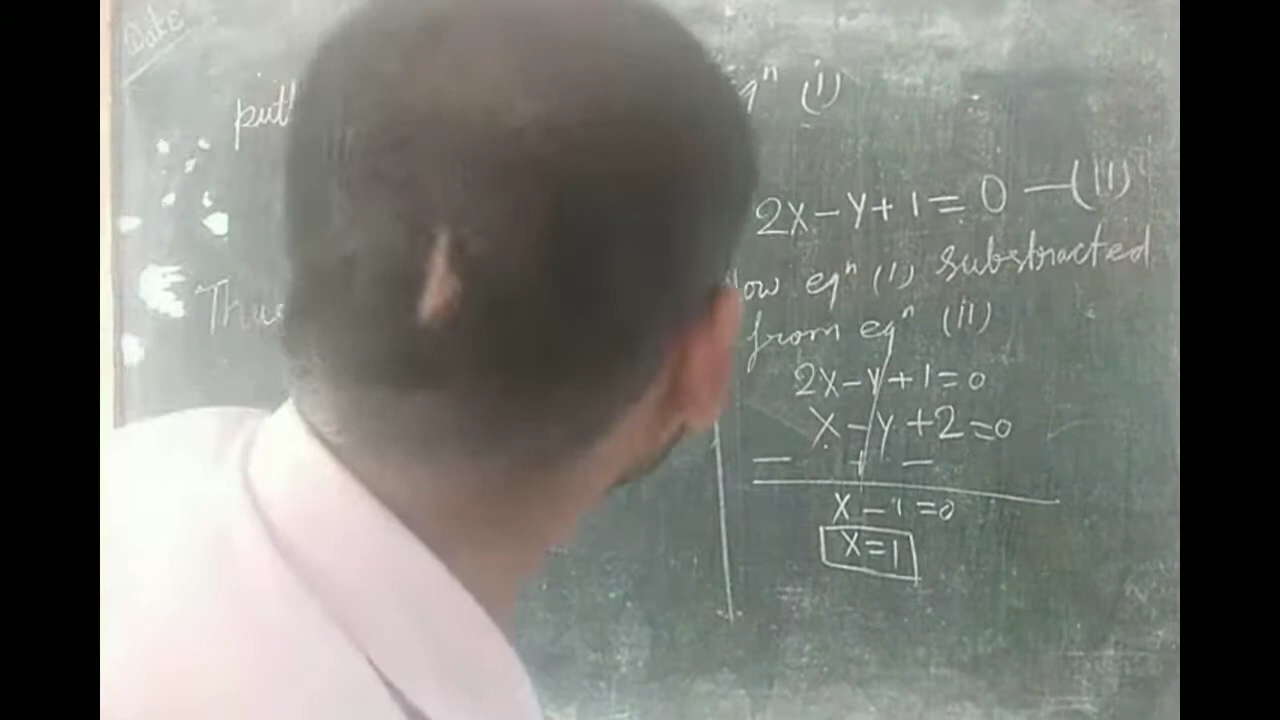 Date
put
eqⁿ (i)
Thus
2x-y+1=0 —(ii)
Now eqⁿ (i) substracted
from eqⁿ (ii)
2x-y+1=0
x-y+2=0
- + -
x-1=0
x=1